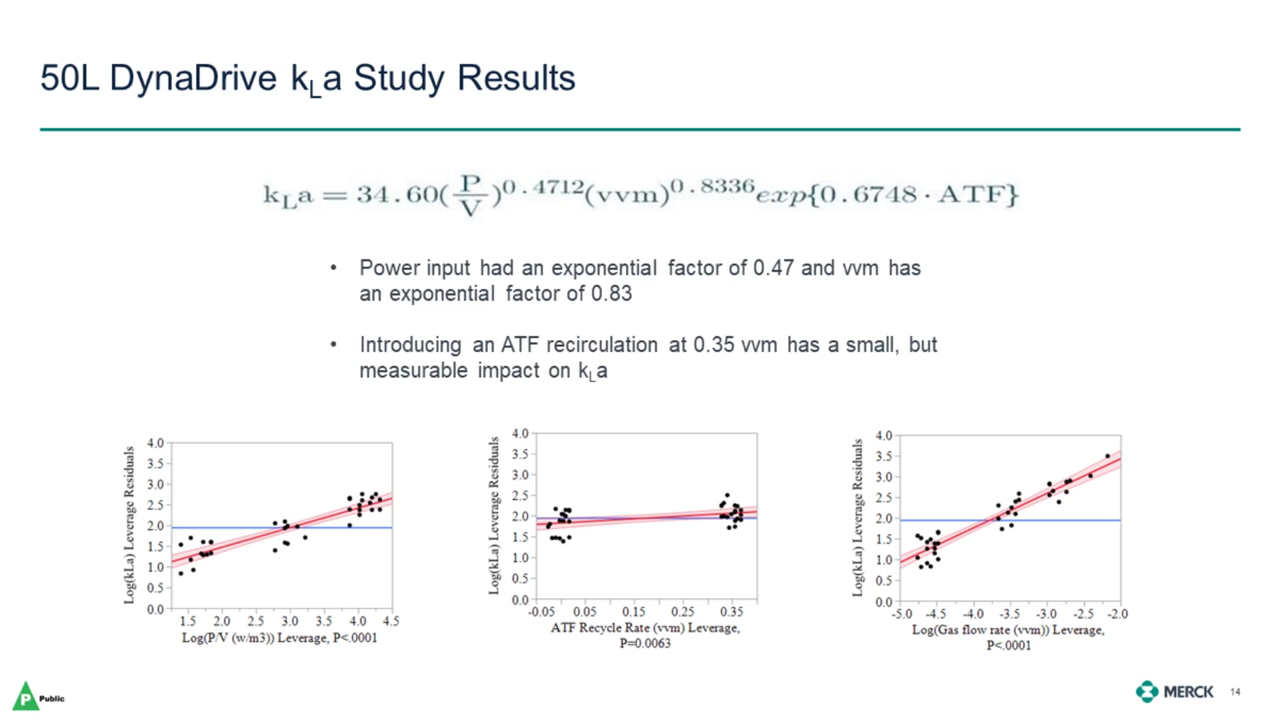 50L DynaDrive kLa Study Results
kLa = 34.60(P/V)^0.4712(vvm)^0.8336 exp{0.6748 · ATF}
• Power input had an exponential factor of 0.47 and vvm has
an exponential factor of 0.83
• Introducing an ATF recirculation at 0.35 vvm has a small, but
measurable impact on kLa
Log(kLa) Leverage Residuals
4.0
3.5
3.0
2.5
2.0
1.5
1.0
0.5
0.0
1.5 2.0 2.5 3.0 3.5 4.0 4.5
Log(P/V (w/m3)) Leverage, P<.0001
Log(kLa) Leverage Residuals
4.0
3.5
3.0
2.5
2.0
1.5
1.0
0.5
0.0
-0.05 0.05 0.15 0.25 0.35
ATF Recycle Rate (vvm) Leverage,
P=0.0063
Log(kLa) Leverage Residuals
4.0
3.5
3.0
2.5
2.0
1.5
1.0
0.5
0.0
-5.0 -4.5 -4.0 -3.5 -3.0 -2.5 -2.0
Log(Gas flow rate (vvm)) Leverage,
P<.0001
P Public
MERCK 14